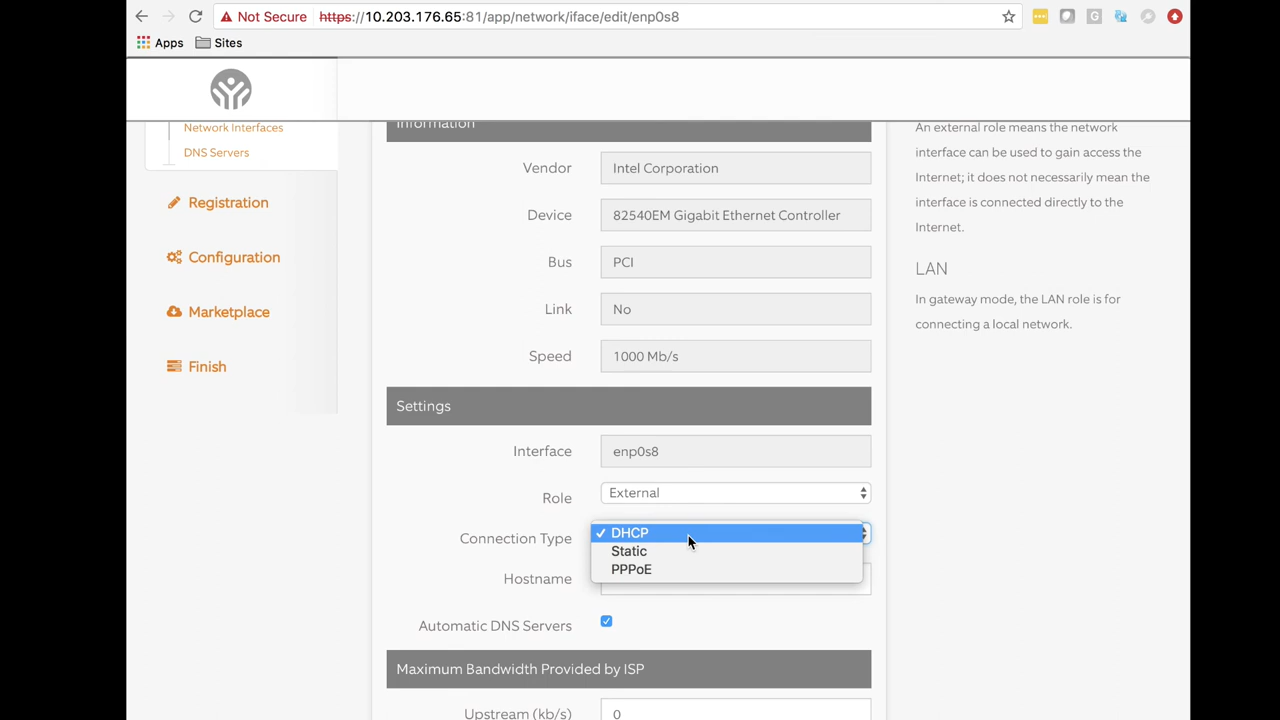 Not Secure https://10.203.176.65:81/app/network/iface/edit/enp0s8
Apps Sites
Network Interfaces
DNS Servers
Registration
Configuration
Marketplace
Finish
Information
Vendor Intel Corporation
Device 82540EM Gigabit Ethernet Controller
Bus PCI
Link No
Speed 1000 Mb/s
Settings
Interface enp0s8
Role External
Connection Type ✓ DHCP
Static
PPPoE
Hostname
Automatic DNS Servers
Maximum Bandwidth Provided by ISP
Upstream (kb/s) 0
An external role means the network
interface can be used to gain access the
Internet; it does not necessarily mean the
interface is connected directly to the
Internet.
LAN
In gateway mode, the LAN role is for
connecting a local network.